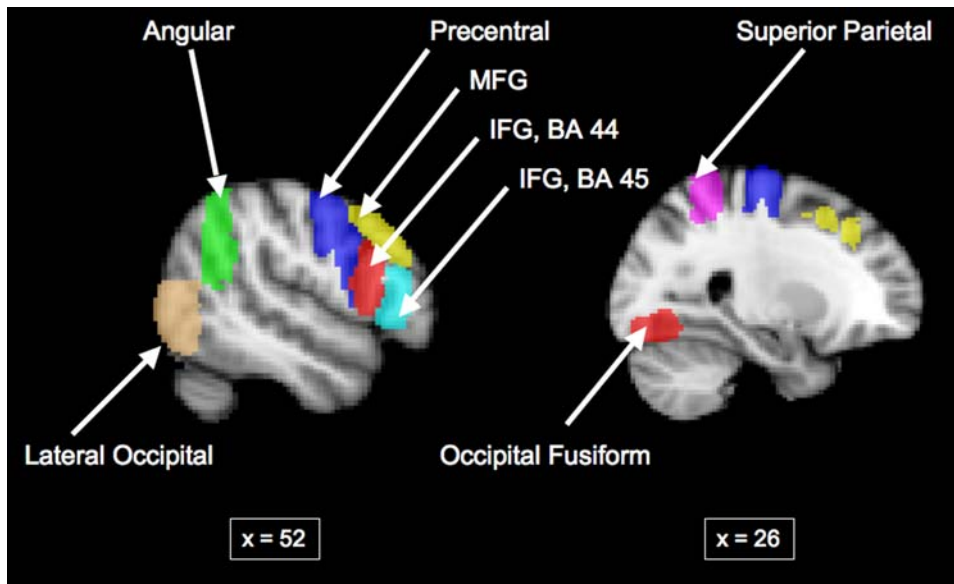 Angular
Precentral
Superior Parietal
MFG
IFG, BA 44
IFG, BA 45
Lateral Occipital
Occipital Fusiform
x = 52
x = 26